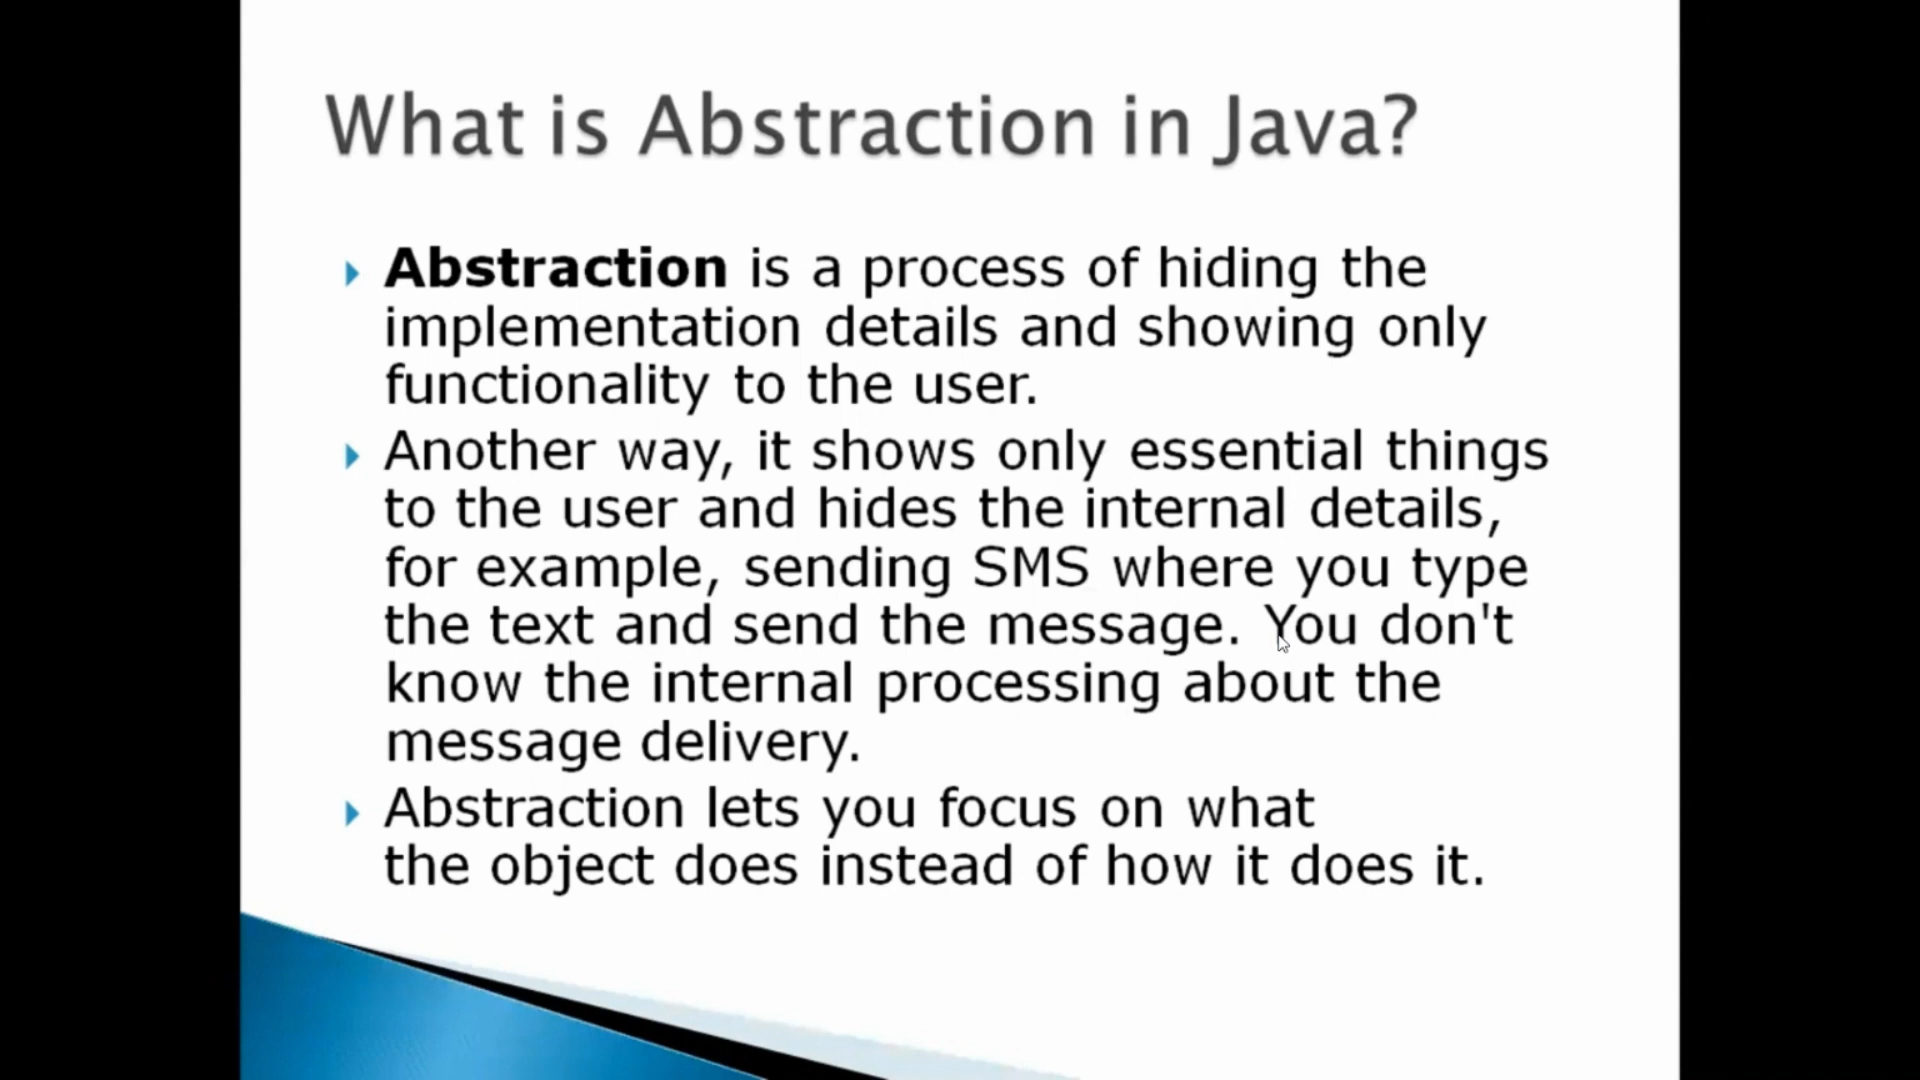 What is Abstraction in Java?
Abstraction is a process of hiding the
implementation details and showing only
functionality to the user.
Another way, it shows only essential things
to the user and hides the internal details,
for example, sending SMS where you type
the text and send the message. You don't
know the internal processing about the
message delivery.
Abstraction lets you focus on what
the object does instead of how it does it.